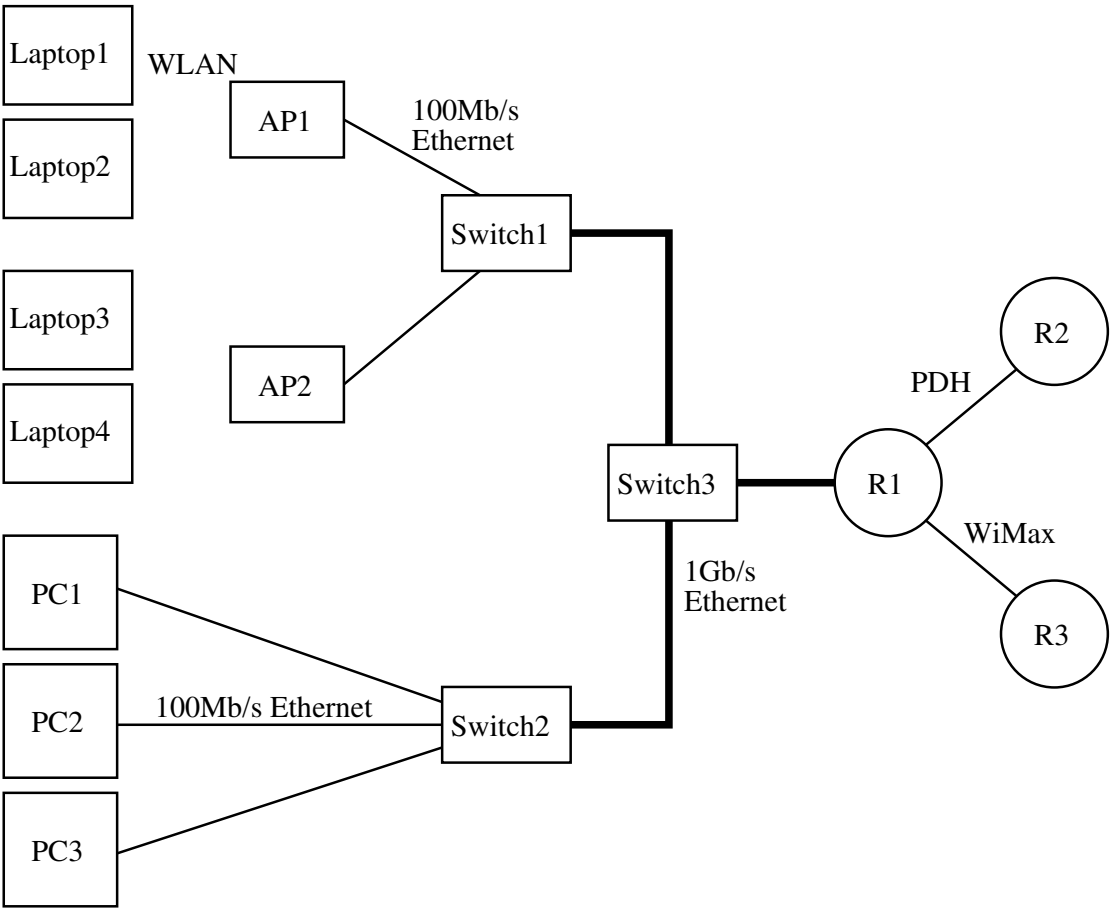 Laptop1
WLAN
AP1
100Mb/s
Ethernet
Laptop2
Switch1
Laptop3
R2
AP2
PDH
Laptop4
Switch3
R1
WiMax
1Gb/s
Ethernet
PC1
R3
PC2
100Mb/s Ethernet
Switch2
PC3